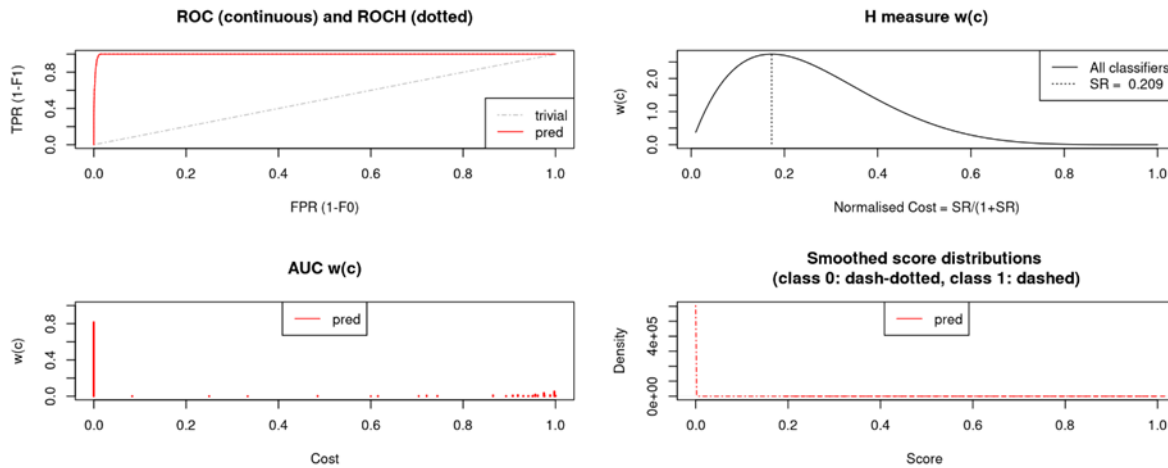 ROC (continuous) and ROCH (dotted)
TPR (1-F1)
0.8
0.4
0.0
trivial
pred
0.0 0.2 0.4 0.6 0.8 1.0
FPR (1-F0)
H measure w(c)
w(c)
2.0
1.0
0.0
All classifiers
SR = 0.209
0.0 0.2 0.4 0.6 0.8 1.0
Normalised Cost = SR/(1+SR)
AUC w(c)
w(c)
0.8
0.4
0.0
pred
0.0 0.2 0.4 0.6 0.8 1.0
Cost
Smoothed score distributions
(class 0: dash-dotted, class 1: dashed)
Density
4e+05
0e+00
pred
0.0 0.2 0.4 0.6 0.8 1.0
Score